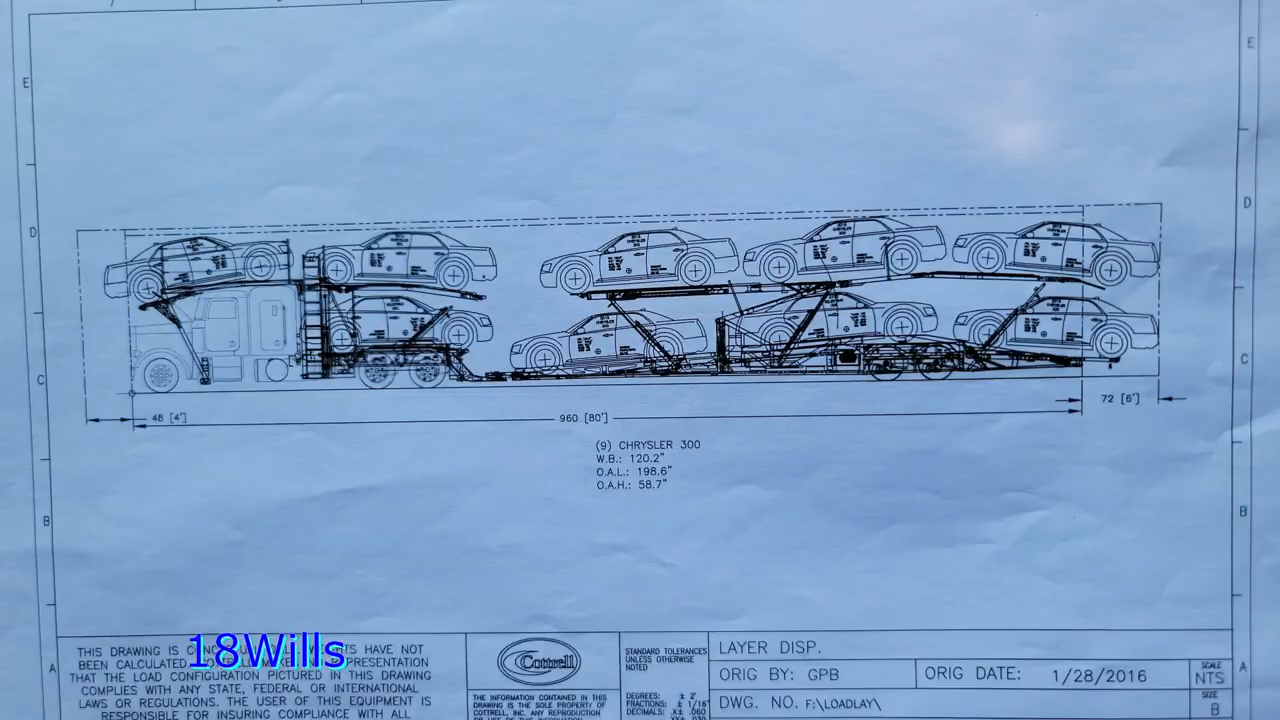 E
E
D
D
C
C
B
B
A
A
48 [4']
960 [80']
72 [6']
(9) CHRYSLER 300
W.B.: 120.2"
O.A.L.: 198.6"
O.A.H.: 58.7"
THIS DRAWING IS HAVE NOT
BEEN CALCULATED. REPRESENTATION
THAT THE LOAD CONFIGURATION PICTURED IN THIS DRAWING
COMPLIES WITH ANY STATE, FEDERAL OR INTERNATIONAL
LAWS OR REGULATIONS. THE USER OF THIS EQUIPMENT IS
RESPONSIBLE FOR INSURING COMPLIANCE WITH ALL
18Wills
Cottrell
THE INFORMATION CONTAINED IN THIS
DRAWING IS THE SOLE PROPERTY OF
COTTRELL, INC. ANY REPRODUCTION
STANDARD TOLERANCES
UNLESS OTHERWISE
NOTED
DEGREES: ± 2°
FRACTIONS: ± 1/16"
DECIMALS: .X± .060
.XX± .030
LAYER DISP.
ORIG BY: GPB
ORIG DATE: 1/28/2016
SCALE
NTS
DWG. NO. F:\LOADLAY\
SIZE
B